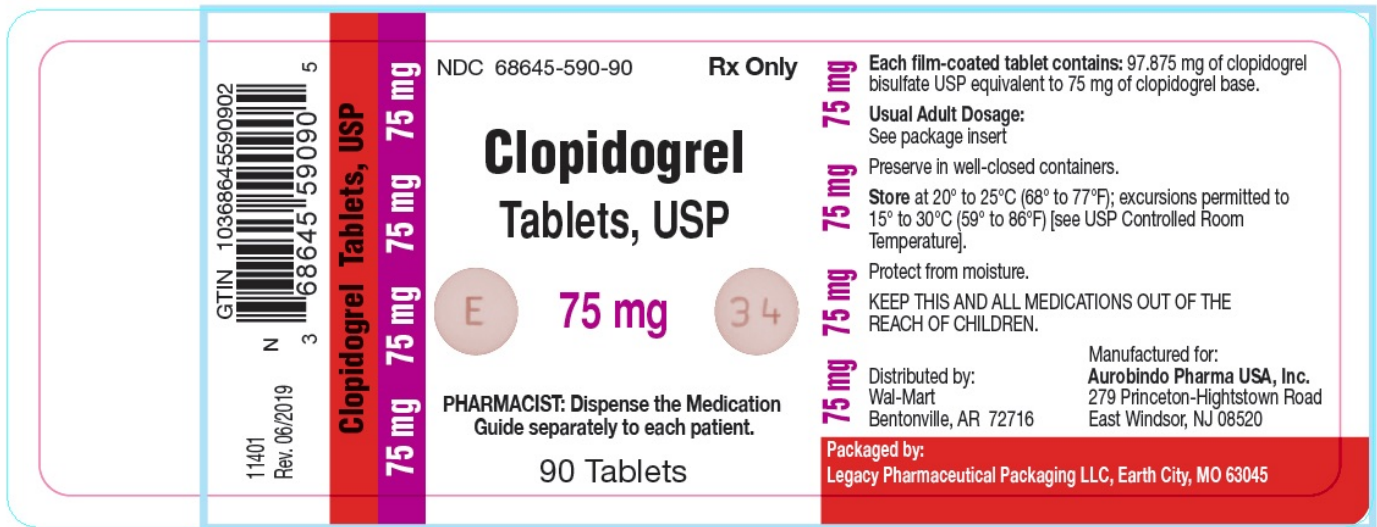 GTIN 10368645590902
3 68645 59090 5
N
11401
Rev. 06/2019
Clopidogrel Tablets, USP
75 mg 75 mg 75 mg 75 mg
NDC 68645-590-90 Rx Only
Clopidogrel
Tablets, USP
E 75 mg 34
PHARMACIST: Dispense the Medication
Guide separately to each patient.
90 Tablets
75 mg 75 mg 75 mg 75 mg
Each film-coated tablet contains: 97.875 mg of clopidogrel
bisulfate USP equivalent to 75 mg of clopidogrel base.
Usual Adult Dosage:
See package insert
Preserve in well-closed containers.
Store at 20° to 25°C (68° to 77°F); excursions permitted to
15° to 30°C (59° to 86°F) [see USP Controlled Room
Temperature].
Protect from moisture.
KEEP THIS AND ALL MEDICATIONS OUT OF THE
REACH OF CHILDREN.
Distributed by:
Wal-Mart
Bentonville, AR 72716
Manufactured for:
Aurobindo Pharma USA, Inc.
279 Princeton-Hightstown Road
East Windsor, NJ 08520
Packaged by:
Legacy Pharmaceutical Packaging LLC, Earth City, MO 63045